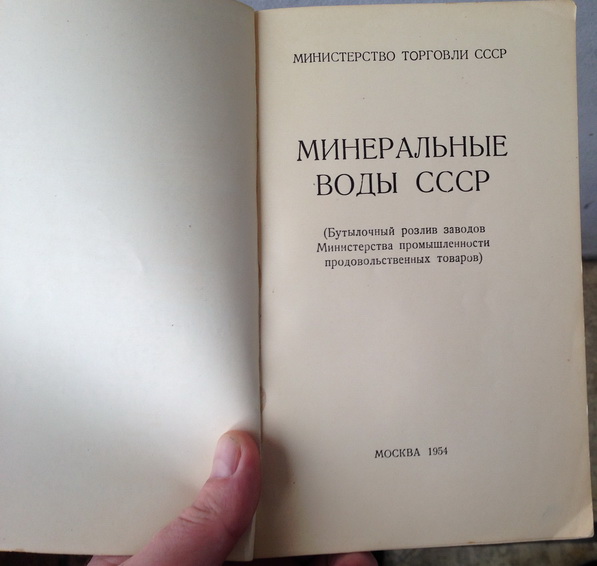 МИНИСТЕРСТВО ТОРГОВЛИ СССР
МИНЕРАЛЬНЫЕ
ВОДЫ СССР
(Бутылочный розлив заводов
Министерства промышленности
продовольственных товаров)
МОСКВА 1954